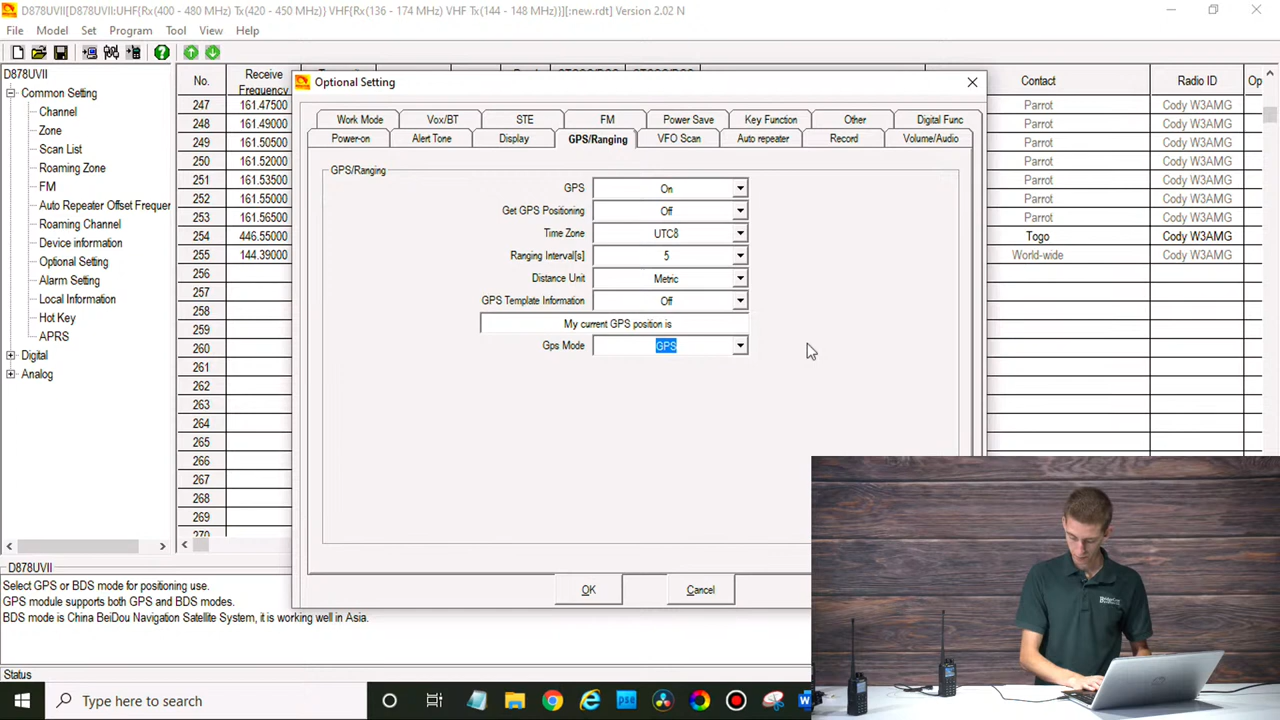 D878UVII[D878UVII:UHF{Rx(400 - 480 MHz) Tx(420 - 450 MHz)} VHF{Rx(136 - 174 MHz VHF Tx(144 - 148 MHz)}][:new.rdt] Version 2.02 N
File Model Set Program Tool View Help
D878UVII
Common Setting
Channel
Zone
Scan List
Roaming Zone
FM
Auto Repeater Offset Frequer
Roaming Channel
Device information
Optional Setting
Alarm Setting
Local Information
Hot Key
APRS
Digital
Analog
No. Receive Frequency Contact Radio ID Op
247 161.47500 Parrot Cody W3AMG
248 161.49000 Parrot Cody W3AMG
249 161.50500 Parrot Cody W3AMG
250 161.52000 Parrot Cody W3AMG
251 161.53500 Parrot Cody W3AMG
252 161.55000 Parrot Cody W3AMG
253 161.56500 Parrot Cody W3AMG
254 446.55000 Togo Cody W3AMG
255 144.39000 World-wide Cody W3AMG
256
257
258
259
260
261
262
263
264
265
266
267
268
269
270
Optional Setting
Work Mode Vox/BT STE FM Power Save Key Function Other Digital Func
Power-on Alert Tone Display GPS/Ranging VFO Scan Auto repeater Record Volume/Audio
GPS/Ranging
GPS On
Get GPS Positioning Off
Time Zone UTC8
Ranging Interval[s] 5
Distance Unit Metric
GPS Template Information Off
My current GPS position is
Gps Mode GPS
OK Cancel
D878UVII
Select GPS or BDS mode for positioning use.
GPS module supports both GPS and BDS modes.
BDS mode is China BeiDou Navigation Satellite System, it is working well in Asia.
Status
Type here to search